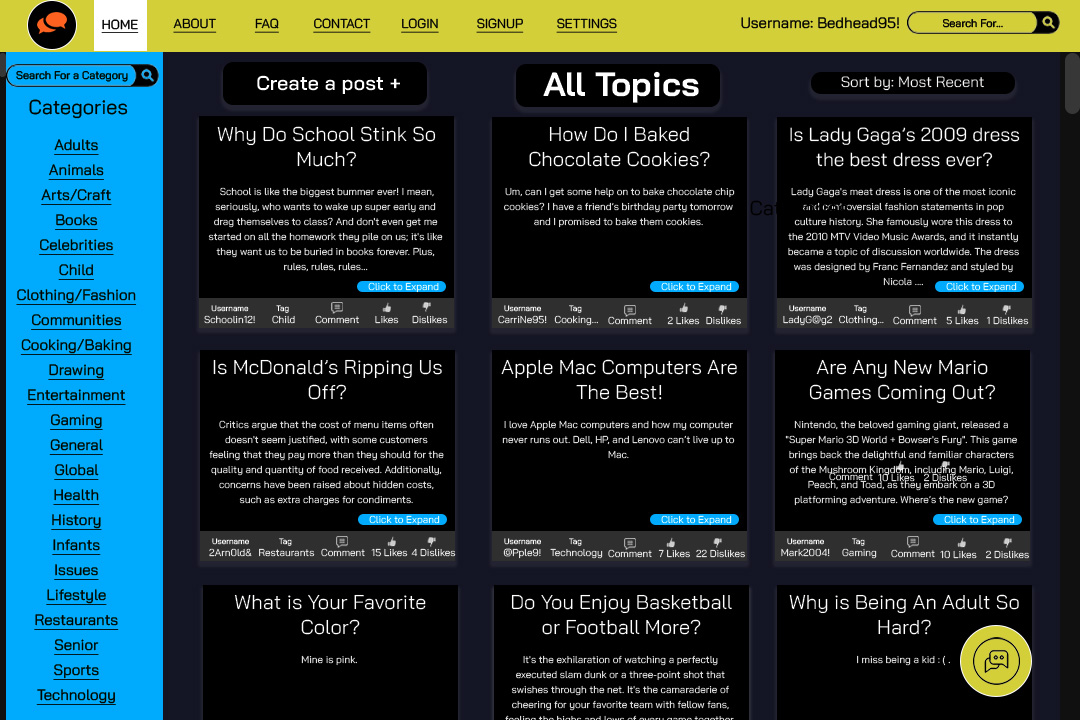 HOME
ABOUT
FAQ
CONTACT
LOGIN
SIGNUP
SETTINGS
Username: Bedhead95!
Search For...
Search For a Category
Categories
Adults
Animals
Arts/Craft
Books
Celebrities
Child
Clothing/Fashion
Communities
Cooking/Baking
Drawing
Entertainment
Gaming
General
Global
Health
History
Infants
Issues
Lifestyle
Restaurants
Senior
Sports
Technology
Create a post +
All Topics
Sort by: Most Recent
Why Do School Stink So
Much?
School is like the biggest bummer ever! I mean,
seriously, who wants to wake up super early and
drag themselves to class? And don't even get me
started on all the homework they pile on us; it's like
they want us to be buried in books forever. Plus,
rules, rules, rules...
Click to Expand
Username
Schoolin12!
Tag
Child
Comment
Likes
Dislikes
How Do I Baked
Chocolate Cookies?
Um, can I get some help on to bake chocolate chip
cookies? I have a friend's birthday party tomorrow
and I promised to bake them cookies.
Click to Expand
Username
CarriNe95!
Tag
Cooking...
Comment
2 Likes
Dislikes
Is Lady Gaga's 2009 dress
the best dress ever?
Lady Gaga's meat dress is one of the most iconic
and controversial fashion statements in pop
culture history. She famously wore this dress to
the 2010 MTV Video Music Awards, and it instantly
became a topic of discussion worldwide. The dress
was designed by Franc Fernandez and styled by
Nicola ....
Click to Expand
Username
LadyG@g2
Tag
Clothing...
Comment
5 Likes
1 Dislikes
Is McDonald's Ripping Us
Off?
Critics argue that the cost of menu items often
doesn't seem justified, with some customers
feeling that they pay more than they should for the
quality and quantity of food received. Additionally,
concerns have been raised about hidden costs,
such as extra charges for condiments.
Click to Expand
Username
2Arn0ld&
Tag
Restaurants
Comment
15 Likes
4 Dislikes
Apple Mac Computers Are
The Best!
I love Apple Mac computers and how my computer
never runs out. Dell, HP, and Lenovo can't live up to
Mac.
Click to Expand
Username
@Pple9!
Tag
Technology
Comment
7 Likes
22 Dislikes
Are Any New Mario
Games Coming Out?
Nintendo, the beloved gaming giant, released a
"Super Mario 3D World + Bowser's Fury". This game
brings back the delightful and familiar characters
of the Mushroom Kingdom, including Mario, Luigi,
Comment
10 Likes
2 Dislikes
Peach, and Toad, as they embark on a 3D
platforming adventure. Where's the new game?
Click to Expand
Username
Mark2004!
Tag
Gaming
Comment
10 Likes
2 Dislikes
What is Your Favorite
Color?
Mine is pink.
Do You Enjoy Basketball
or Football More?
It's the exhilaration of watching a perfectly
executed slam dunk or a three-point shot that
swishes through the net. It's the camaraderie of
cheering for your favorite team with fellow fans,
feeling the highs and lows of every game together
Why is Being An Adult So
Hard?
I miss being a kid : ( .